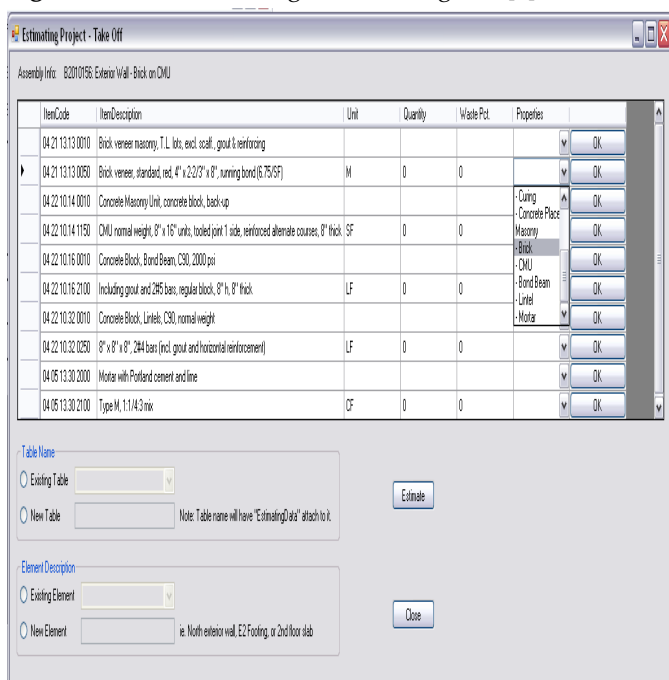 Estimating Project - Take Off
Assembly Info: B2010156: Exterior Wall - Brick on CMU
ItemCode ItemDescription Unit Quantity Waste Pct. Properties
04 21 13.13 0010 Brick veneer masonry, T.L. lots, excl. scaff., grout & reinforcing OK
04 21 13.13 0050 Brick veneer, standard, red, 4" x 2-2/3" x 8", running bond (6.75/SF) M 0 0 OK
04 22 10.14 0010 Concrete Masonry Unit, concrete block, back-up OK
04 22 10.14 1150 CMU normal weight, 8" x 16" units, tooled joint 1 side, reinforced alternate courses, 8" thick SF 0 0 OK
04 22 10.16 0010 Concrete Block, Bond Beam, C90, 2000 psi OK
04 22 10.16 2100 Including grout and 2#5 bars, regular block, 8" h, 8" thick LF 0 0 OK
04 22 10.32 0010 Concrete Block, Lintels, C90, normal weight OK
04 22 10.32 0250 8" x 8" x 8", 2#4 bars (incl. grout and horizontal reinforcement) LF 0 0 OK
04 05 13.30 2000 Mortar with Portland cement and lime OK
04 05 13.30 2100 Type M, 1:1/4:3 mix CF 0 0 OK
- Curing
- Concrete Place
Masonry
- Brick
- CMU
- Bond Beam
- Lintel
- Mortar
Table Name
Existing Table
New Table Note: Table name will have "EstimatingData" attach to it.
Estimate
Element Description
Existing Element
New Element ie. North exterior wall, E2 Footing, or 2nd floor slab
Close